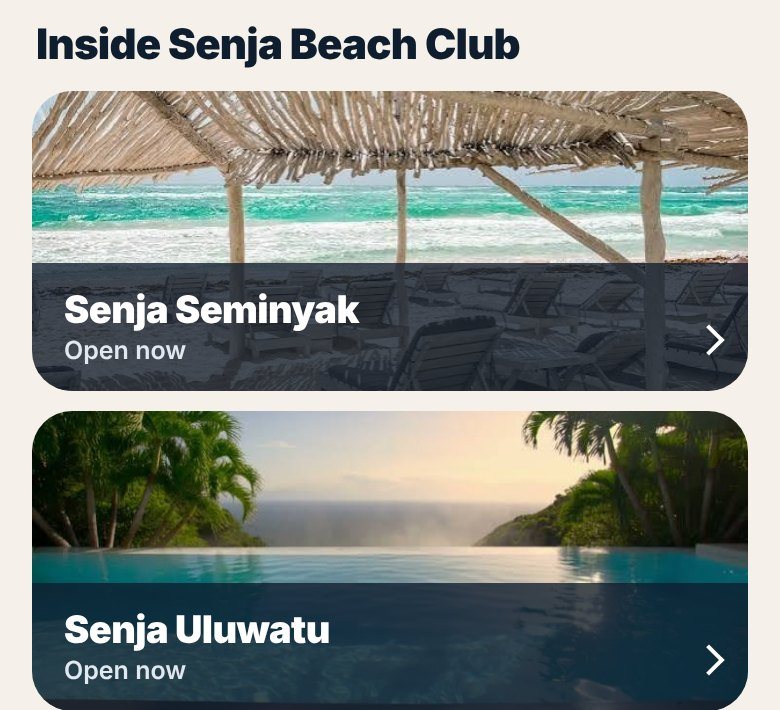 Inside Senja Beach Club
Senja Seminyak
Open now
Senja Uluwatu
Open now